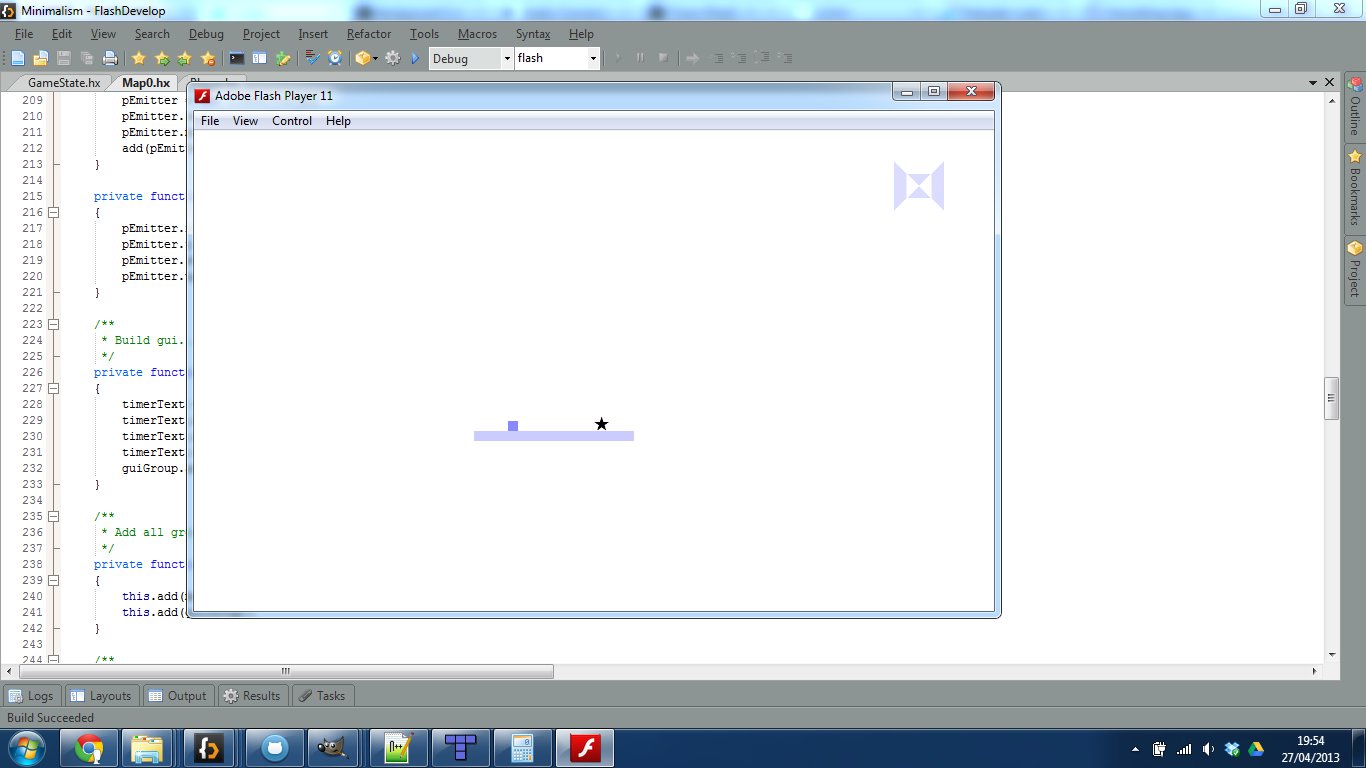 Minimalism - FlashDevelop
File Edit View Search Debug Project Insert Refactor Tools Macros Syntax Help
Debug flash
GameState.hx Map0.hx
Adobe Flash Player 11
File View Control Help
209 pEmitter
210 pEmitter.
211 pEmitter.
212 add(pEmit
213 }
214
215 private funct
216 {
217 pEmitter.
218 pEmitter.
219 pEmitter.
220 pEmitter.
221 }
222
223 /**
224 * Build gui.
225 */
226 private funct
227 {
228 timerText
229 timerText
230 timerText
231 timerText
232 guiGroup.
233 }
234
235 /**
236 * Add all gr
237 */
238 private funct
239 {
240 this.add(
241 this.add(
242 }
243
244 /**
Outline
Bookmarks
Project
Logs Layouts Output Results Tasks
Build Succeeded
19:54
27/04/2013